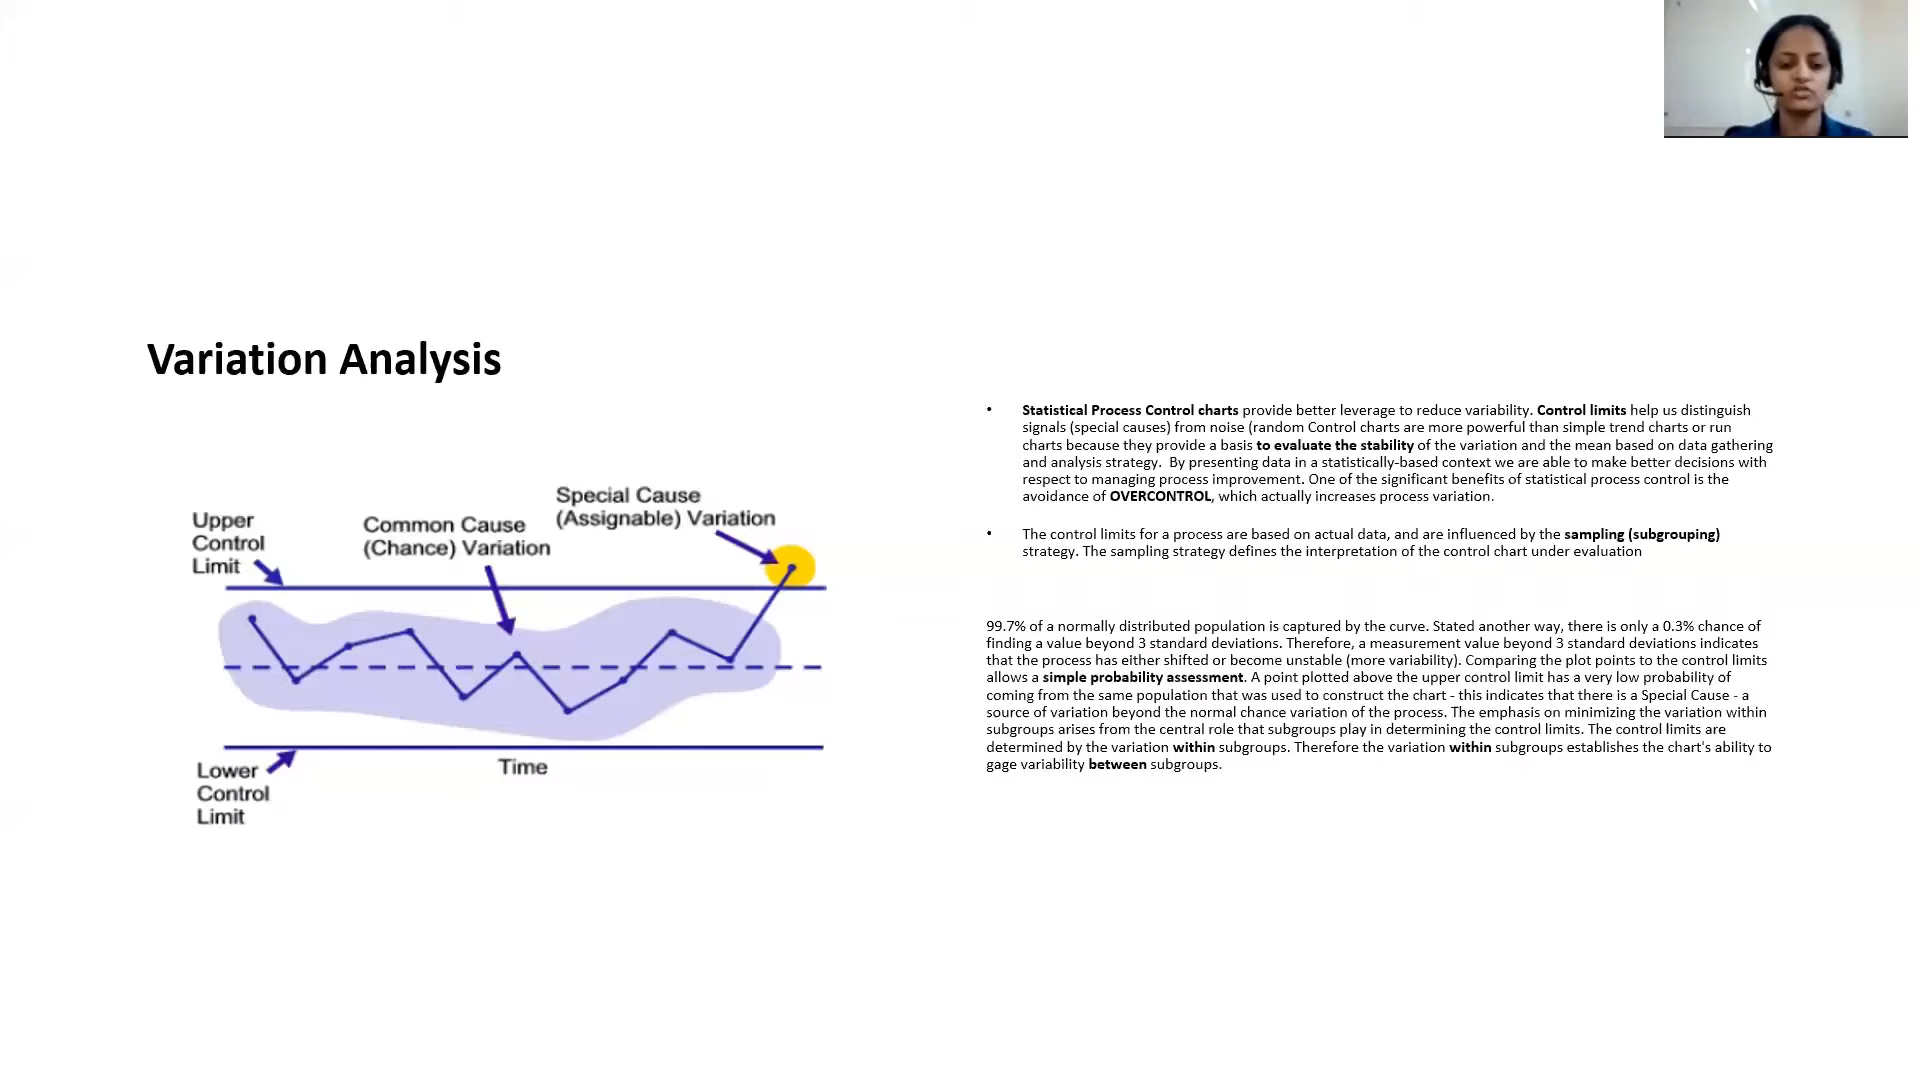 Variation Analysis
Upper
Control
Limit
Common Cause
(Chance) Variation
Special Cause
(Assignable) Variation
Lower
Control
Limit
Time
• Statistical Process Control charts provide better leverage to reduce variability. Control limits help us distinguish
signals (special causes) from noise (random Control charts are more powerful than simple trend charts or run
charts because they provide a basis to evaluate the stability of the variation and the mean based on data gathering
and analysis strategy.  By presenting data in a statistically-based context we are able to make better decisions with
respect to managing process improvement. One of the significant benefits of statistical process control is the
avoidance of OVERCONTROL, which actually increases process variation.
• The control limits for a process are based on actual data, and are influenced by the sampling (subgrouping)
strategy. The sampling strategy defines the interpretation of the control chart under evaluation
99.7% of a normally distributed population is captured by the curve. Stated another way, there is only a 0.3% chance of
finding a value beyond 3 standard deviations. Therefore, a measurement value beyond 3 standard deviations indicates
that the process has either shifted or become unstable (more variability). Comparing the plot points to the control limits
allows a simple probability assessment. A point plotted above the upper control limit has a very low probability of
coming from the same population that was used to construct the chart - this indicates that there is a Special Cause - a
source of variation beyond the normal chance variation of the process. The emphasis on minimizing the variation within
subgroups arises from the central role that subgroups play in determining the control limits. The control limits are
determined by the variation within subgroups. Therefore the variation within subgroups establishes the chart's ability to
gage variability between subgroups.